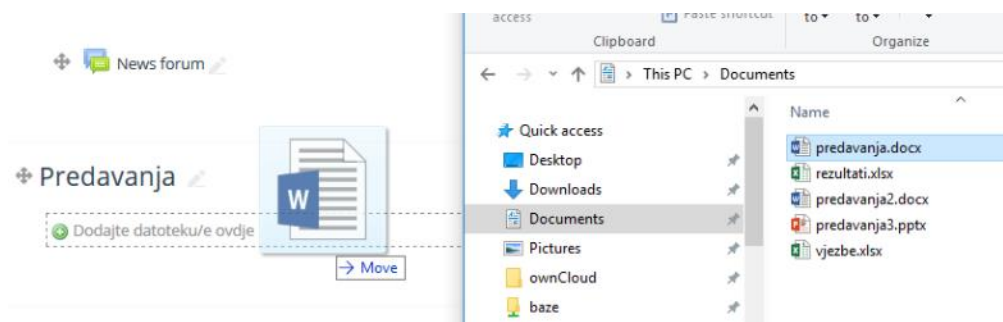 News forum
Predavanja
Dodajte datoteku/e ovdje
W
→ Move
access
Paste shortcut
to
to
Clipboard
Organize
This PC > Documents
Quick access
Desktop
Downloads
Documents
Pictures
ownCloud
baze
Name
predavanja.docx
rezultati.xlsx
predavanja2.docx
predavanja3.pptx
vjezbe.xlsx